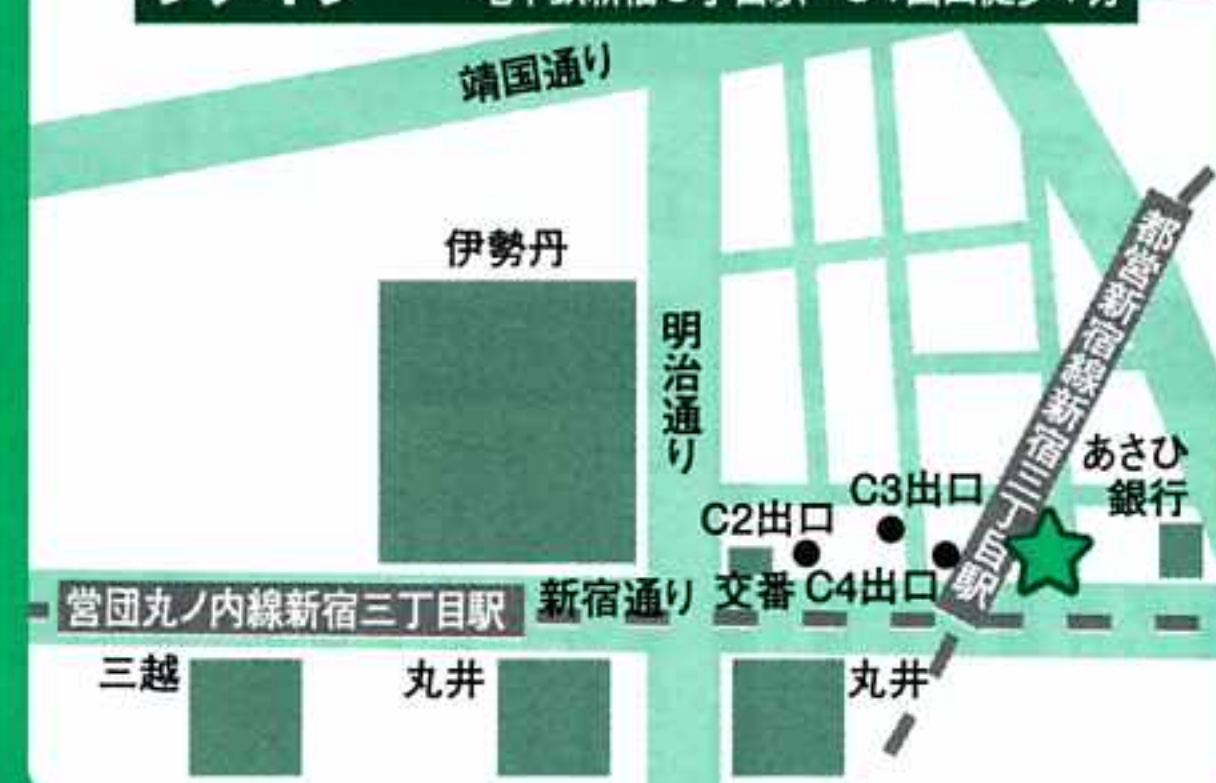 靖国通り
伊勢丹
明治通り
都営新宿線新宿三丁目駅
あさひ
銀行
C3出口
C2出口
交番
C4出口
新宿通り
営団丸ノ内線新宿三丁目駅
三越
丸井
丸井